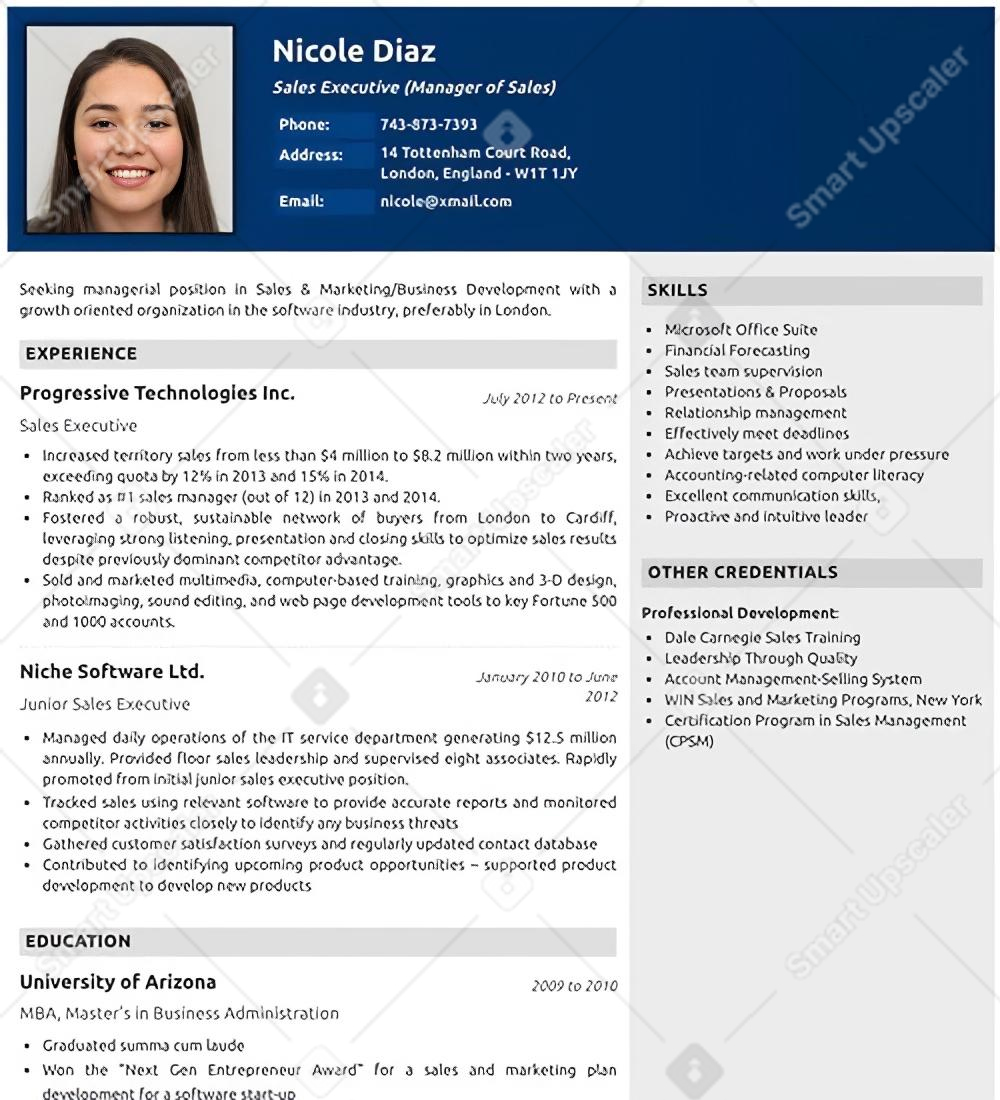 Nicole Diaz
Sales Executive (Manager of Sales)
Phone: 743-873-7393
Address: 14 Tottenham Court Road,
London, England - W1T 1JY
Email: nicole@xmail.com
Seeking managerial position in Sales & Marketing/Business Development with a
growth oriented organization in the software industry, preferably in London.
EXPERIENCE
Progressive Technologies Inc.
July 2012 to Present
Sales Executive
• Increased territory sales from less than $4 million to $8.2 million within two years,
exceeding quota by 12% in 2013 and 15% in 2014.
• Ranked as #1 sales manager (out of 12) in 2013 and 2014.
• Fostered a robust, sustainable network of buyers from London to Cardiff,
leveraging strong listening, presentation and closing skills to optimize sales results
despite previously dominant competitor advantage.
• Sold and marketed multimedia, computer-based training, graphics and 3-D design,
photoimaging, sound editing, and web page development tools to key Fortune 500
and 1000 accounts.
Niche Software Ltd.
January 2010 to June
2012
Junior Sales Executive
• Managed daily operations of the IT service department generating $12.5 million
annually. Provided floor sales leadership and supervised eight associates. Rapidly
promoted from initial junior sales executive position.
• Tracked sales using relevant software to provide accurate reports and monitored
competitor activities closely to identify any business threats
• Gathered customer satisfaction surveys and regularly updated contact database
• Contributed to identifying upcoming product opportunities – supported product
development to develop new products
EDUCATION
University of Arizona
2009 to 2010
MBA, Master's in Business Administration
• Graduated summa cum laude
• Won the "Next Gen Entrepreneur Award" for a sales and marketing plan
development for a software start-up
SKILLS
• Microsoft Office Suite
• Financial Forecasting
• Sales team supervision
• Presentations & Proposals
• Relationship management
• Effectively meet deadlines
• Achieve targets and work under pressure
• Accounting-related computer literacy
• Excellent communication skills,
• Proactive and intuitive leader
OTHER CREDENTIALS
Professional Development:
• Dale Carnegie Sales Training
• Leadership Through Quality
• Account Management-Selling System
• WIN Sales and Marketing Programs, New York
• Certification Program in Sales Management
(CPSM)
Smart Upscaler
Smart Upscaler
Smart Upscaler
Smart Upscaler
Smart Upscaler